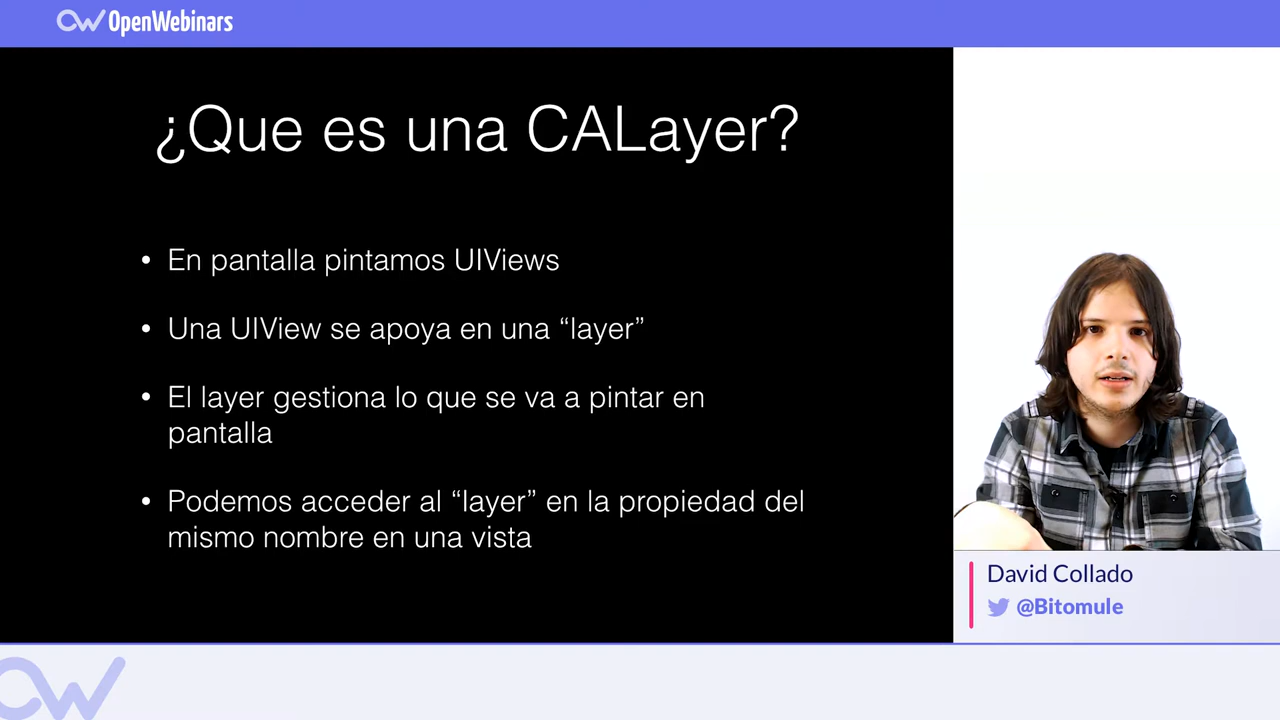 OpenWebinars
¿Que es una CALayer?
• En pantalla pintamos UIViews
• Una UIView se apoya en una “layer”
• El layer gestiona lo que se va a pintar en
pantalla
• Podemos acceder al “layer” en la propiedad del
mismo nombre en una vista
David Collado
@Bitomule